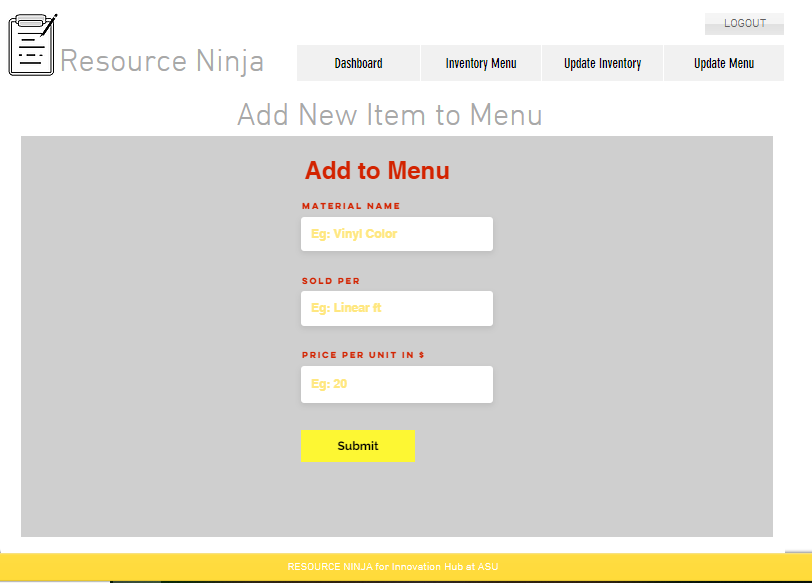 LOGOUT
Resource Ninja
Dashboard
Inventory Menu
Update Inventory
Update Menu
Add New Item to Menu
Add to Menu
MATERIAL NAME
Eg: Vinyl Color
SOLD PER
Eg: Linear ft
PRICE PER UNIT IN $
Eg: 20
Submit
RESOURCE NINJA for Innovation Hub at ASU